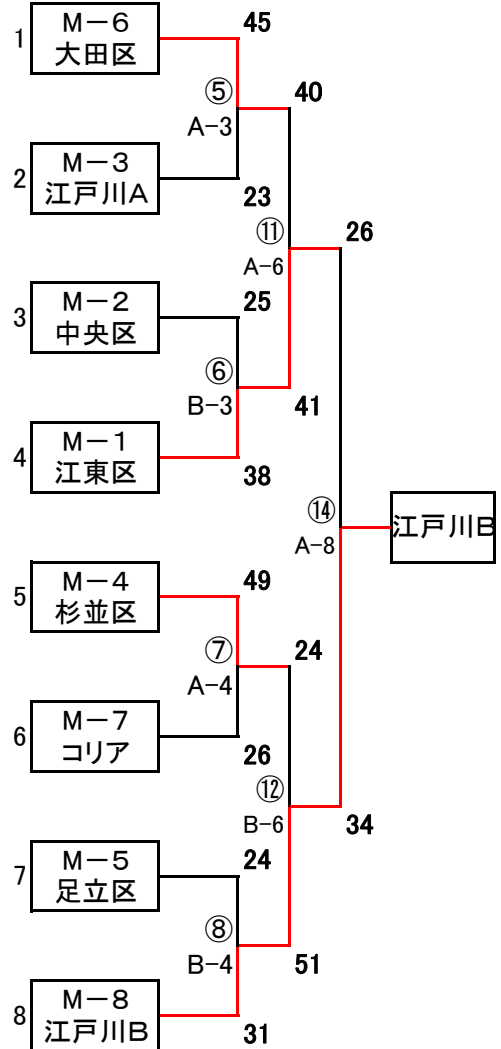 45
1
M－6
大田区
⑤
40
A-3
2
M－3
江戸川A
23
⑪
26
A-6
3
M－2
中央区
25
⑥
B-3
41
4
M－1
江東区
38
⑭
江戸川B
A-8
5
M－4
杉並区
49
⑦
24
A-4
6
M－7
コリア
26
⑫
B-6
34
7
M－5
足立区
24
⑧
B-4
51
8
M－8
江戸川B
31